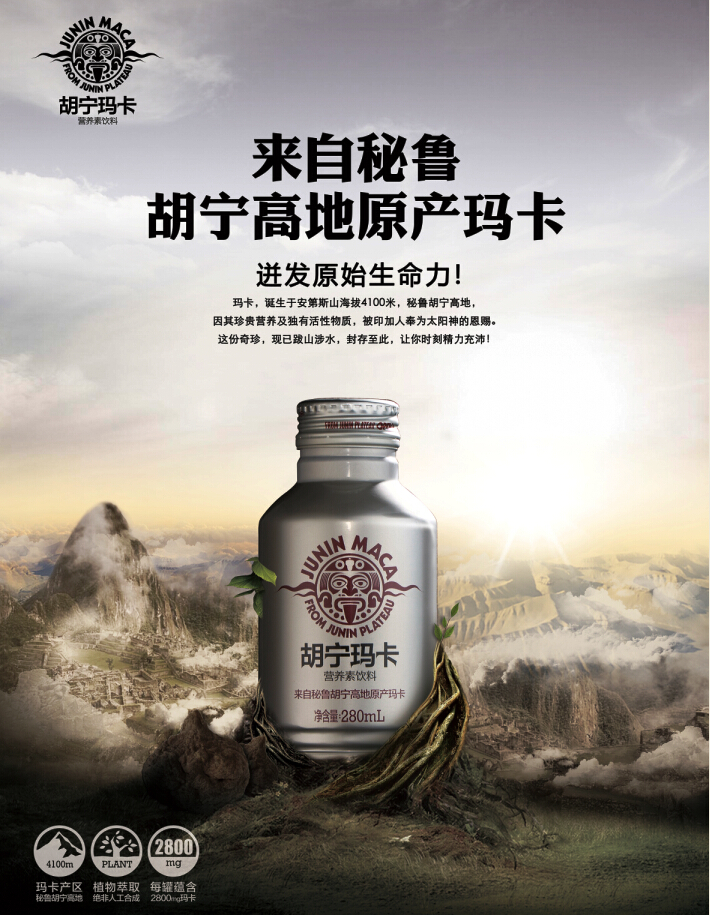 JUNIN MACA
FROM JUNIN PLATEAU
胡宁玛卡
营养素饮料
来自秘鲁
胡宁高地原产玛卡
迸发原始生命力!
玛卡，诞生于安第斯山海拔4100米，秘鲁胡宁高地，
因其珍贵营养及独有活性物质，被印加人奉为太阳神的恩赐。
这份奇珍，现已跋山涉水，封存至此，让你时刻精力充沛!
FROM JUNIN PLATEAU
JUNIN MACA
FROM JUNIN PLATEAU
胡宁玛卡
营养素饮料
来自秘鲁胡宁高地原产玛卡
净含量:280mL
4100m
PLANT
2800
mg
玛卡产区
秘鲁胡宁高地
植物萃取
绝非人工合成
每罐蕴含
2800mg玛卡